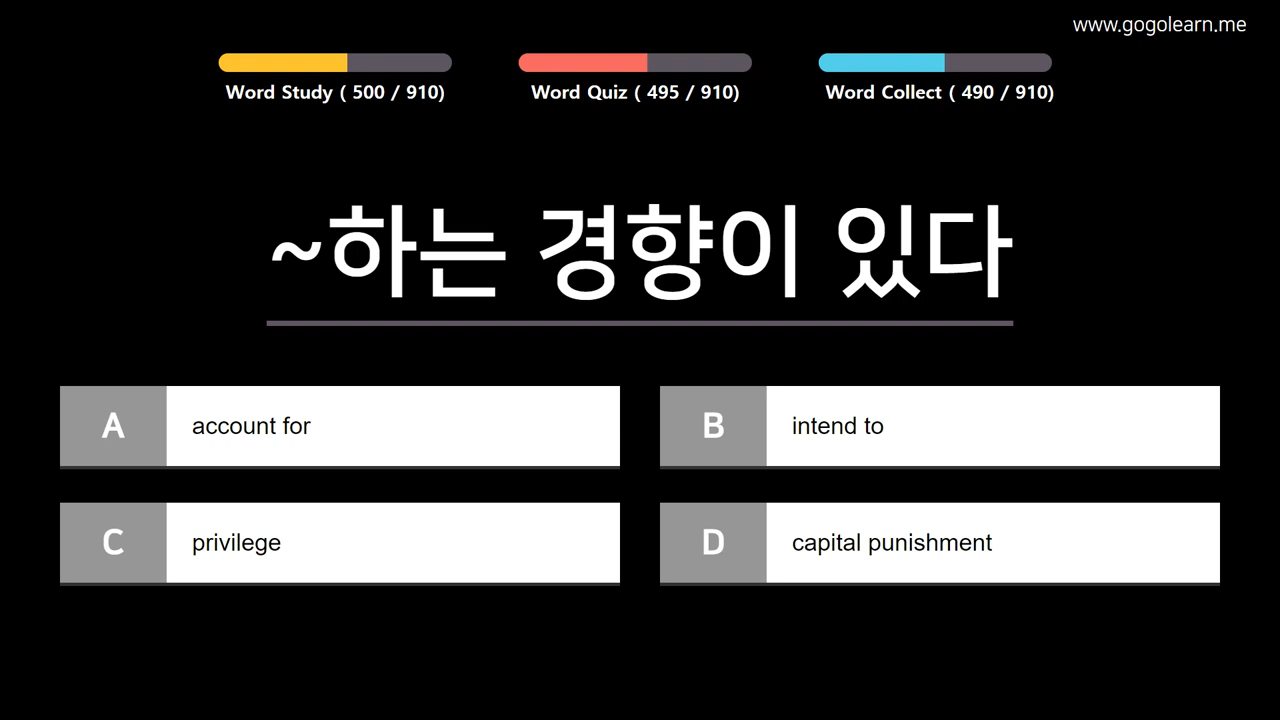 www.gogolearn.me
Word Study ( 500 / 910)
Word Quiz ( 495 / 910)
Word Collect ( 490 / 910)
~하는 경향이 있다
A account for
B intend to
C privilege
D capital punishment